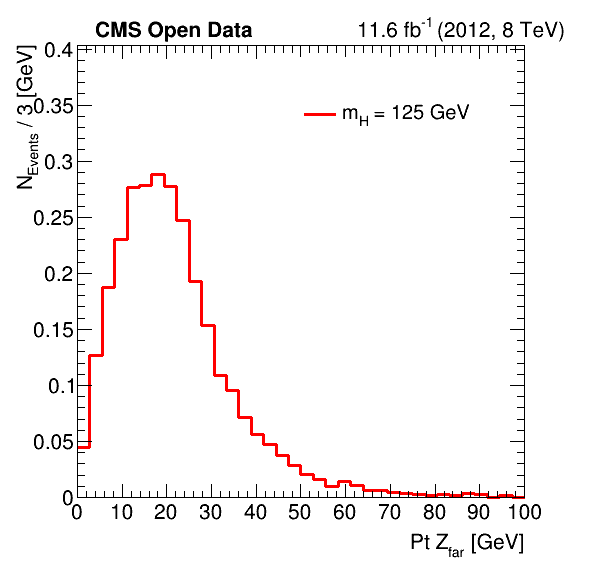 CMS Open Data 11.6 fb-1 (2012, 8 TeV)
NEvents / 3 [GeV]
0.4
0.35
0.3
0.25
0.2
0.15
0.1
0.05
0
mH = 125 GeV
0 10 20 30 40 50 60 70 80 90 100
Pt Zfar [GeV]